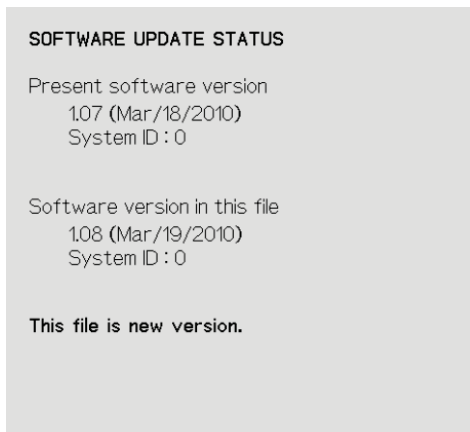 SOFTWARE UPDATE STATUS
Present software version
1.07 (Mar/18/2010)
System ID : 0
Software version in this file
1.08 (Mar/19/2010)
System ID : 0
This file is new version.